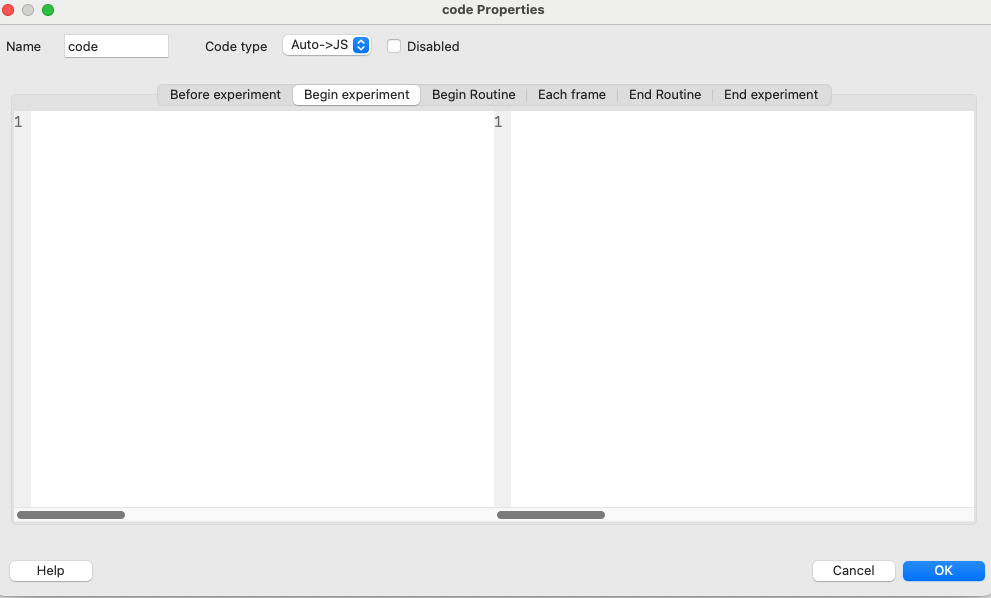 code Properties
Name code Code type Auto->JS Disabled
Before experiment Begin experiment Begin Routine Each frame End Routine End experiment
1 1
Help Cancel OK